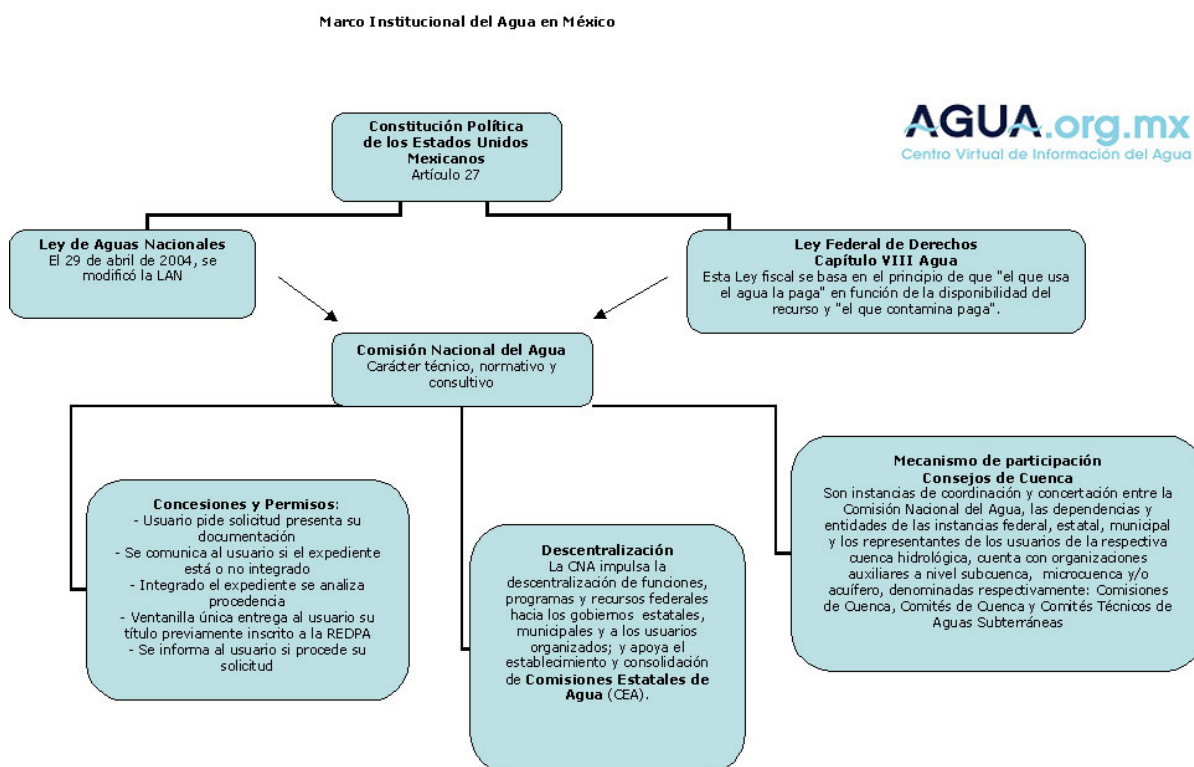 Marco Institucional del Agua en México
AGUA.org.mx
Centro Virtual de Información del Agua
Constitución Política
de los Estados Unidos
Mexicanos
Artículo 27
Ley de Aguas Nacionales
El 29 de abril de 2004, se
modificó la LAN
Ley Federal de Derechos
Capítulo VIII Agua
Esta Ley fiscal se basa en el principio de que "el que usa
el agua la paga" en función de la disponibilidad del
recurso y "el que contamina paga".
Comisión Nacional del Agua
Carácter técnico, normativo y
consultivo
Concesiones y Permisos:
- Usuario pide solicitud presenta su
documentación
- Se comunica al usuario si el expediente
está o no integrado
- Integrado el expediente se analiza
procedencia
- Ventanilla única entrega al usuario su
título previamente inscrito a la REDPA
- Se informa al usuario si procede su
solicitud
Descentralización
La CNA impulsa la
descentralización de funciones,
programas y recursos federales
hacia los gobiernos estatales,
municipales y a los usuarios
organizados; y apoya el
establecimiento y consolidación
de Comisiones Estatales de
Agua (CEA).
Mecanismo de participación
Consejos de Cuenca
Son instancias de coordinación y concertación entre la
Comisión Nacional del Agua, las dependencias y
entidades de las instancias federal, estatal, municipal
y los representantes de los usuarios de la respectiva
cuenca hidrológica, cuenta con organizaciones
auxiliares a nivel subcuenca, microcuenca y/o
acuífero, denominadas respectivamente: Comisiones
de Cuenca, Comités de Cuenca y Comités Técnicos de
Aguas Subterráneas